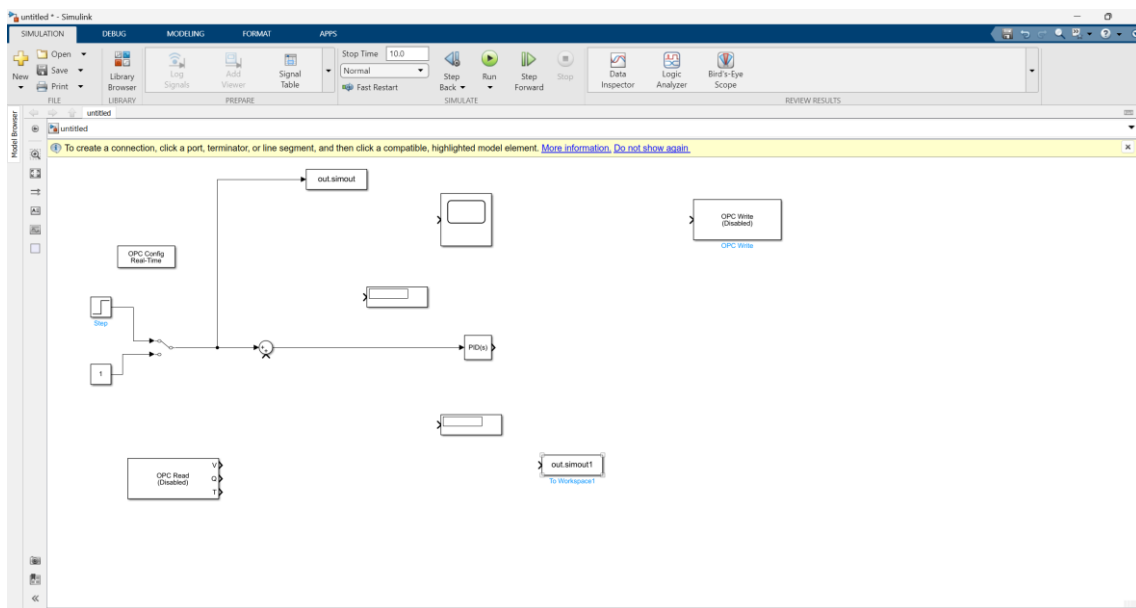 untitled * - Simulink
SIMULATION DEBUG MODELING FORMAT APPS
New
Open
Save
Print
FILE
Library Browser
LIBRARY
Log Signals
Add Viewer
Signal Table
PREPARE
Stop Time 10.0
Normal
Fast Restart
Step Back
Run
Step Forward
Stop
SIMULATE
Data Inspector
Logic Analyzer
Bird's-Eye Scope
REVIEW RESULTS
Model Browser
untitled
untitled
To create a connection, click a port, terminator, or line segment, and then click a compatible, highlighted model element. More information. Do not show again
out.simout
OPC Write
(Disabled)
OPC Write
OPC Config
Real-Time
Step
PID(s)
1
OPC Read
(Disabled)
V
Q
T
out.simout1
To Workspace1